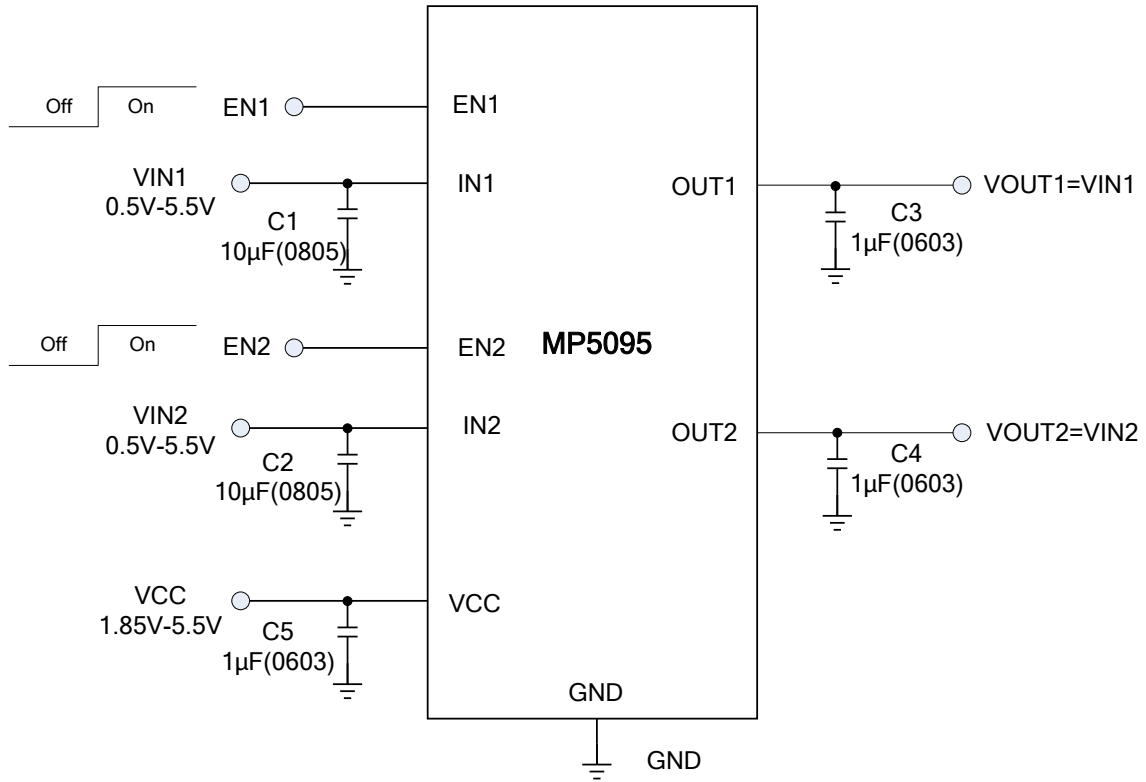 Off
On
EN1
EN1
VIN1
0.5V-5.5V
IN1
C1
10µF(0805)
OUT1
VOUT1=VIN1
C3
1µF(0603)
Off
On
EN2
EN2
MP5095
VIN2
0.5V-5.5V
IN2
C2
10µF(0805)
OUT2
VOUT2=VIN2
C4
1µF(0603)
VCC
1.85V-5.5V
VCC
C5
1µF(0603)
GND
GND